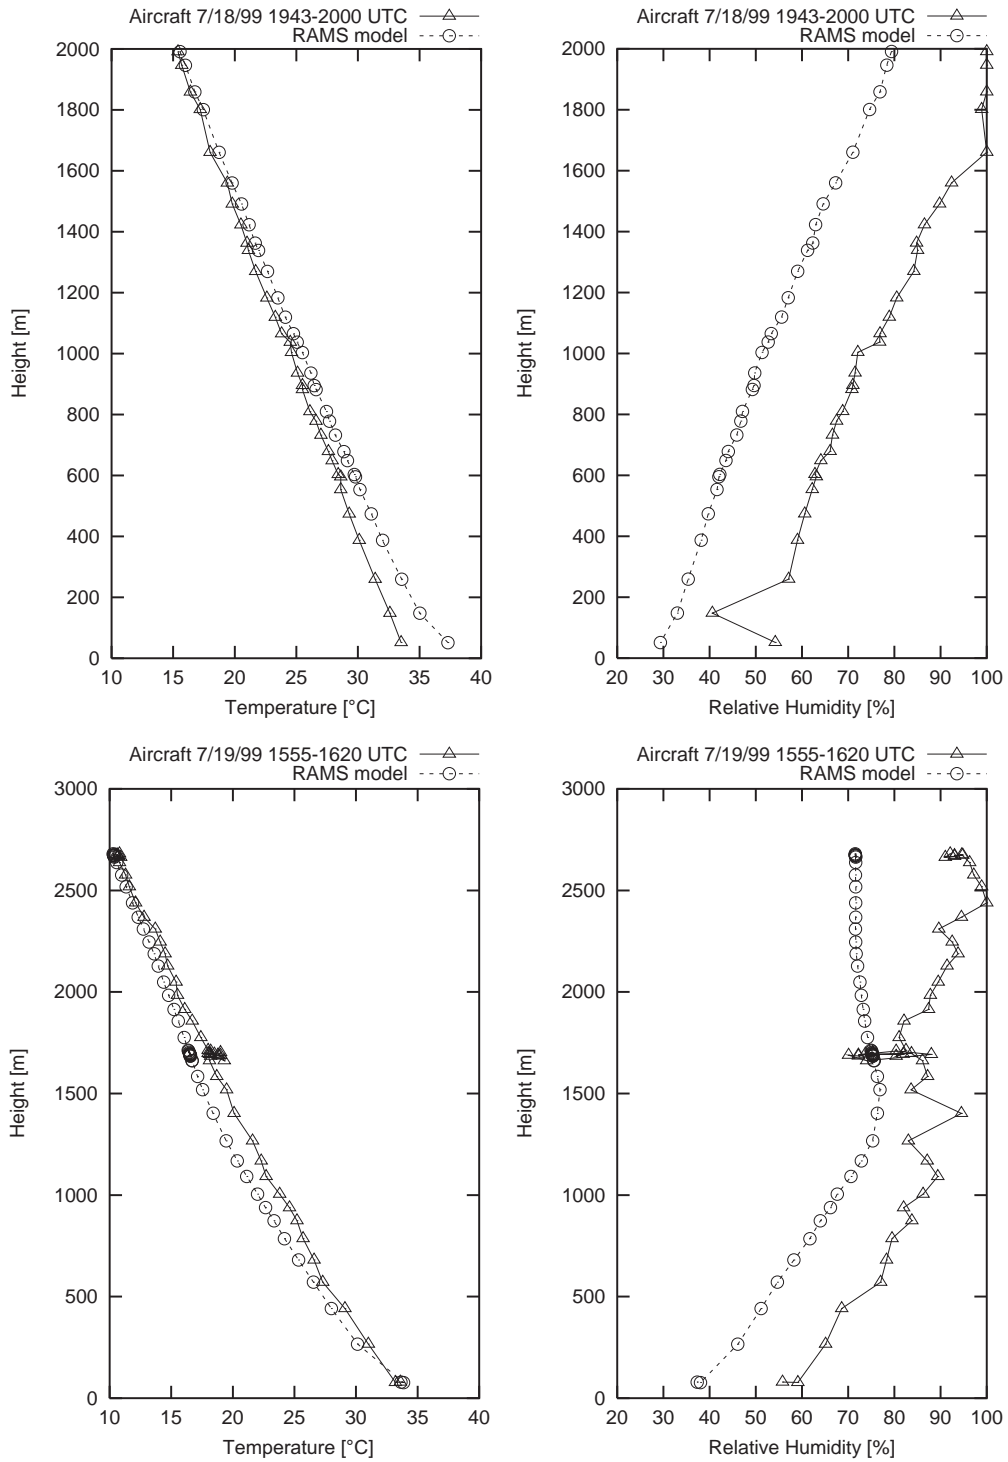 Aircraft 7/18/99 1943-2000 UTC
RAMS model
2000
1800
1600
1400
1200
1000
800
600
400
200
0
Height [m]
10 15 20 25 30 35 40
Temperature [°C]
Aircraft 7/18/99 1943-2000 UTC
RAMS model
2000
1800
1600
1400
1200
1000
800
600
400
200
0
Height [m]
20 30 40 50 60 70 80 90 100
Relative Humidity [%]
Aircraft 7/19/99 1555-1620 UTC
RAMS model
3000
2500
2000
1500
1000
500
0
Height [m]
10 15 20 25 30 35 40
Temperature [°C]
Aircraft 7/19/99 1555-1620 UTC
RAMS model
3000
2500
2000
1500
1000
500
0
Height [m]
20 30 40 50 60 70 80 90 100
Relative Humidity [%]